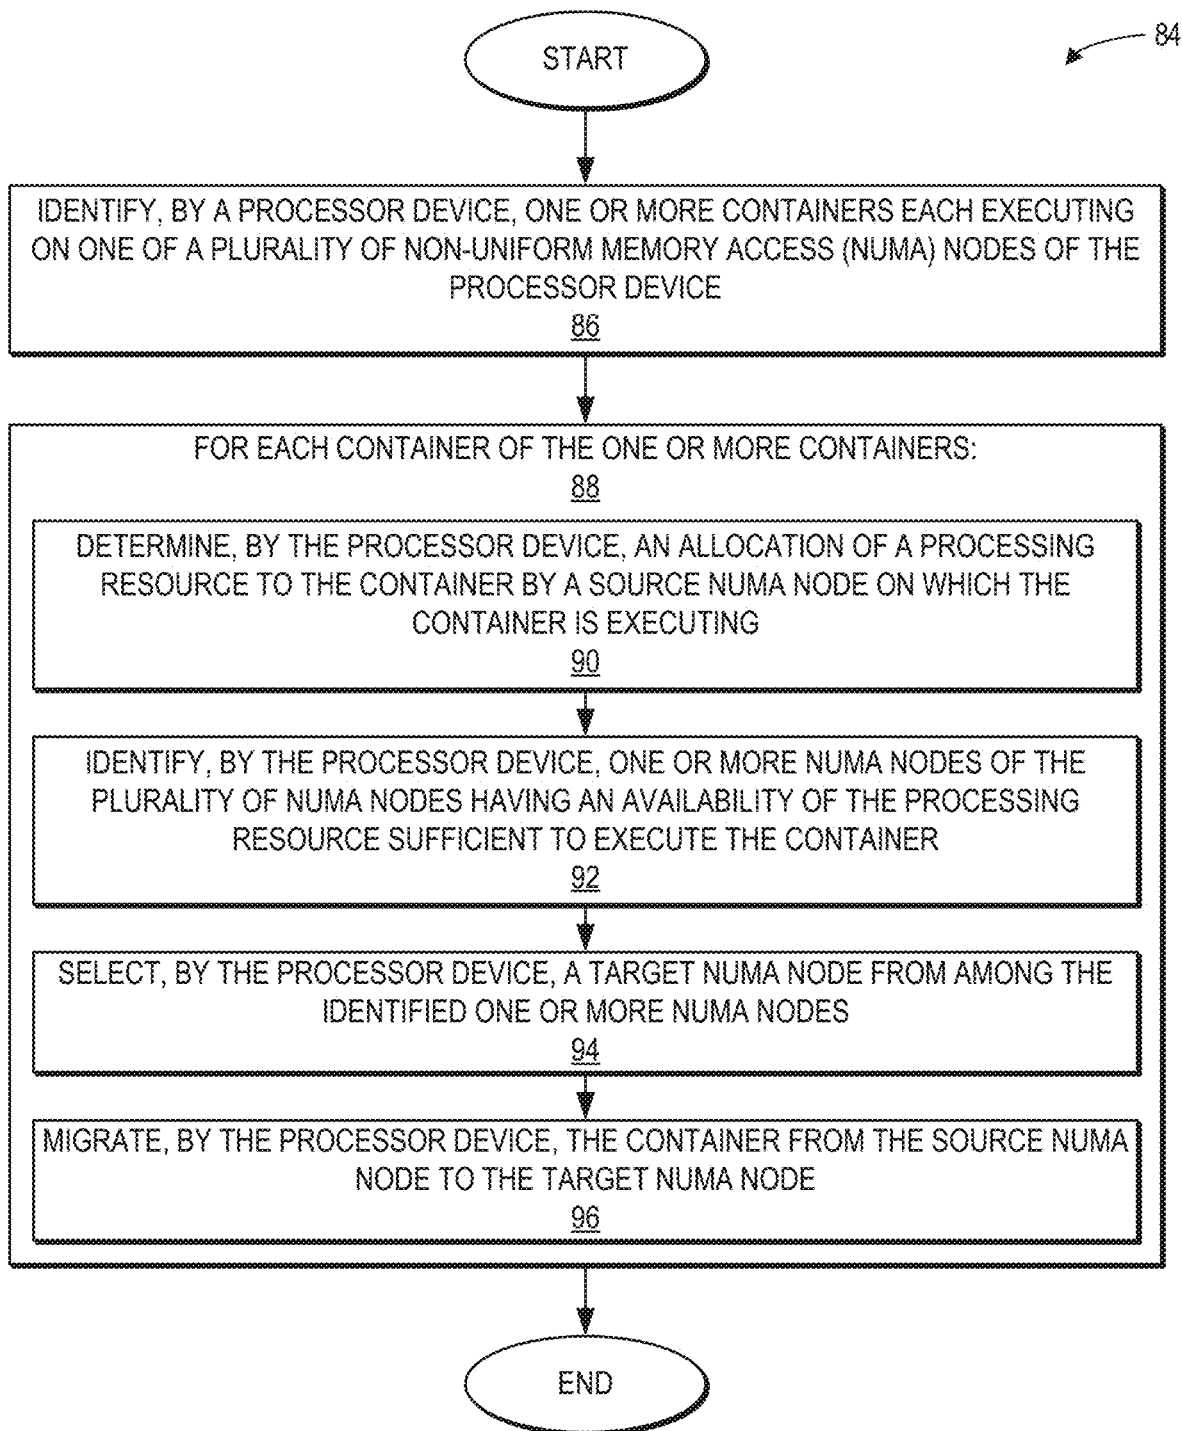 START
84
IDENTIFY, BY A PROCESSOR DEVICE, ONE OR MORE CONTAINERS EACH EXECUTING
ON ONE OF A PLURALITY OF NON-UNIFORM MEMORY ACCESS (NUMA) NODES OF THE
PROCESSOR DEVICE
86
FOR EACH CONTAINER OF THE ONE OR MORE CONTAINERS:
88
DETERMINE, BY THE PROCESSOR DEVICE, AN ALLOCATION OF A PROCESSING
RESOURCE TO THE CONTAINER BY A SOURCE NUMA NODE ON WHICH THE
CONTAINER IS EXECUTING
90
IDENTIFY, BY THE PROCESSOR DEVICE, ONE OR MORE NUMA NODES OF THE
PLURALITY OF NUMA NODES HAVING AN AVAILABILITY OF THE PROCESSING
RESOURCE SUFFICIENT TO EXECUTE THE CONTAINER
92
SELECT, BY THE PROCESSOR DEVICE, A TARGET NUMA NODE FROM AMONG THE
IDENTIFIED ONE OR MORE NUMA NODES
94
MIGRATE, BY THE PROCESSOR DEVICE, THE CONTAINER FROM THE SOURCE NUMA
NODE TO THE TARGET NUMA NODE
96
END